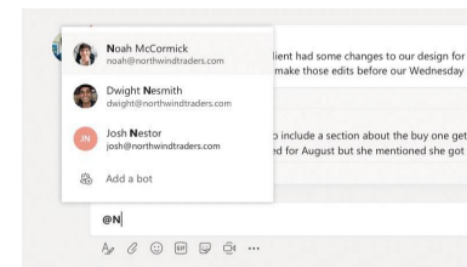 Noah McCormick
noah@northwindtraders.com
lient had some changes to our design for
make those edits before our Wednesday
Dwight Nesmith
dwight@northwindtraders.com
JN
Josh Nestor
josh@northwindtraders.com
include a section about the buy one get
ed for August but she mentioned she got
Add a bot
@N
GIF